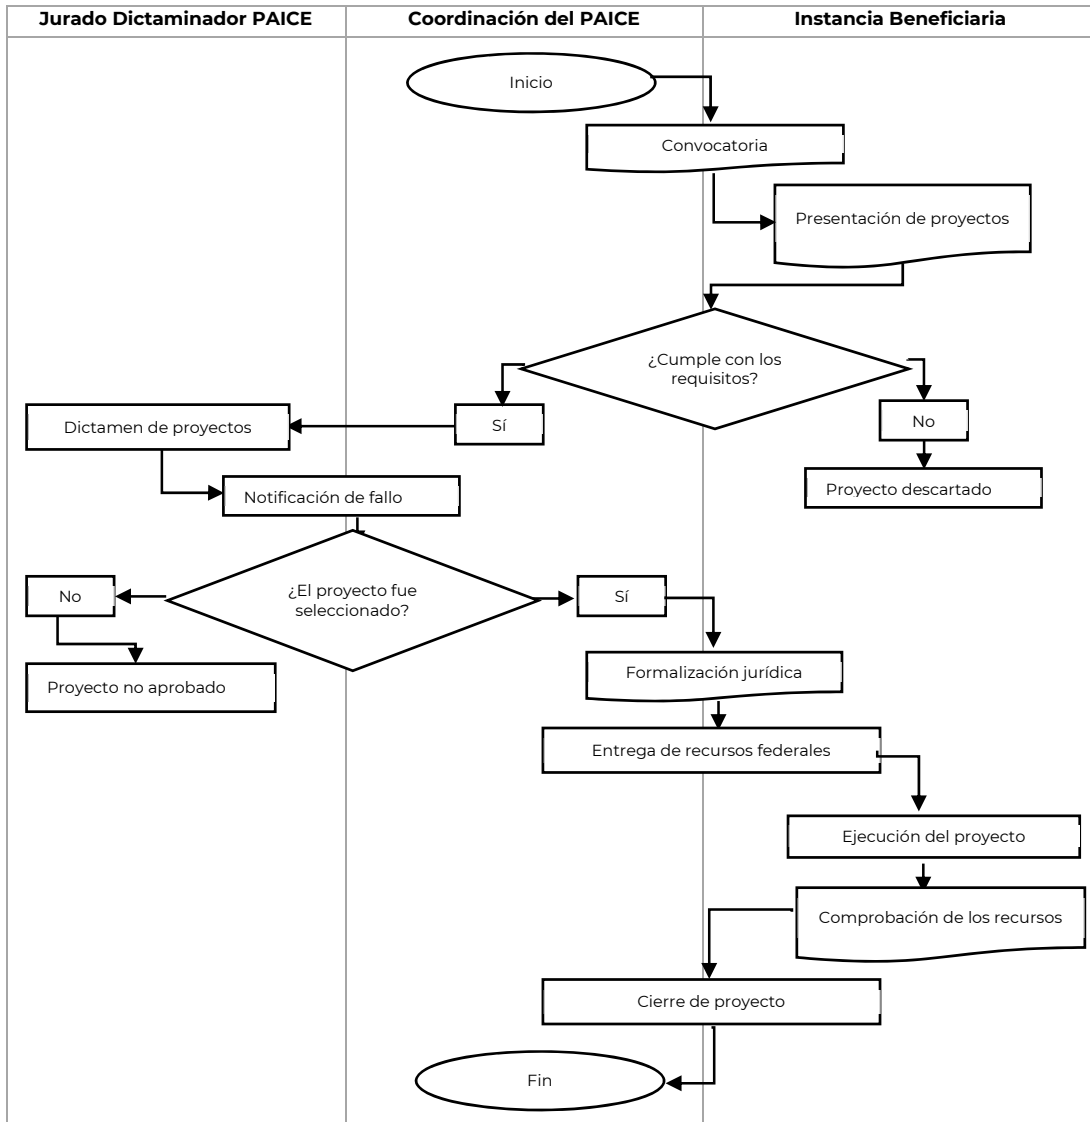 Jurado Dictaminador PAICE
Coordinación del PAICE
Instancia Beneficiaria
Inicio
Convocatoria
Presentación de proyectos
¿Cumple con los
requisitos?
Sí
No
Dictamen de proyectos
Proyecto descartado
Notificación de fallo
¿El proyecto fue
seleccionado?
No
Sí
Proyecto no aprobado
Formalización jurídica
Entrega de recursos federales
Ejecución del proyecto
Comprobación de los recursos
Cierre de proyecto
Fin